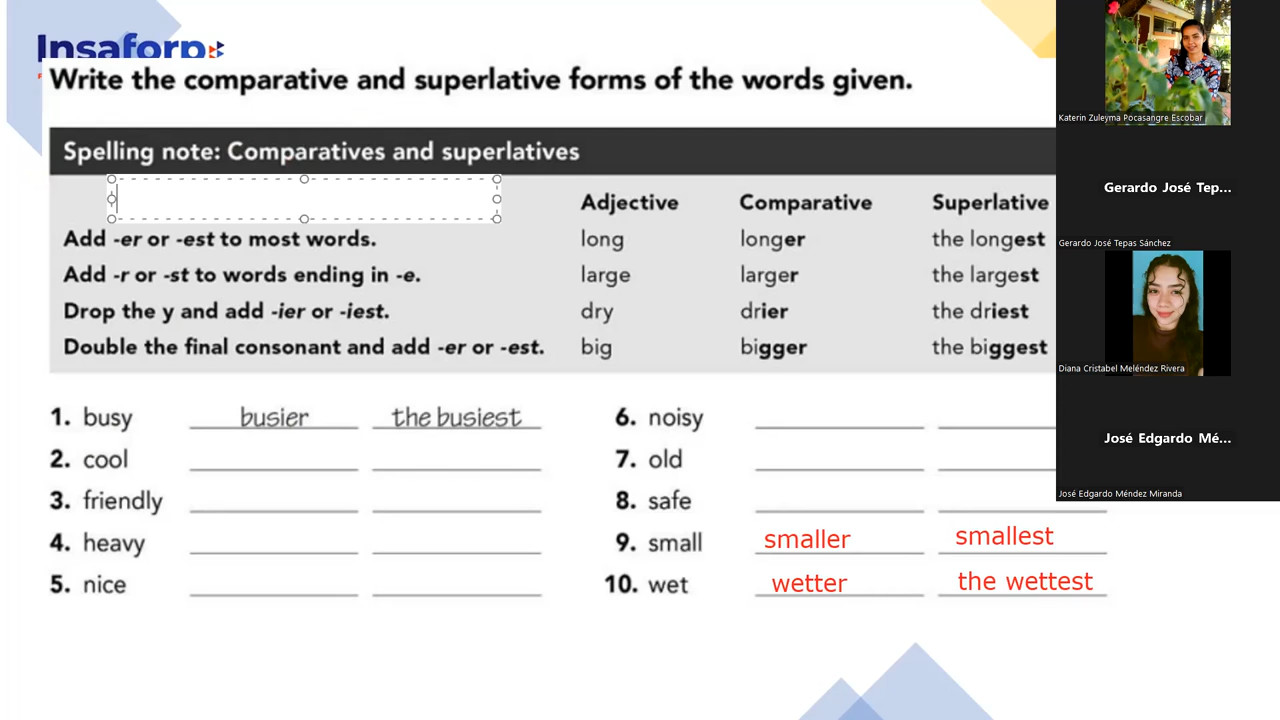 Insaforp
Write the comparative and superlative forms of the words given.
Spelling note: Comparatives and superlatives
Adjective Comparative Superlative
Add -er or -est to most words. long longer the longest
Add -r or -st to words ending in -e. large larger the largest
Drop the y and add -ier or -iest. dry drier the driest
Double the final consonant and add -er or -est. big bigger the biggest
1. busy busier the busiest
2. cool
3. friendly
4. heavy
5. nice
6. noisy
7. old
8. safe
9. small smaller smallest
10. wet wetter the wettest
Katerin Zuleyma Pocasangre Escobar
Gerardo José Tep...
Gerardo José Tepas Sánchez
Diana Cristabel Meléndez Rivera
José Edgardo Mé...
José Edgardo Méndez Miranda